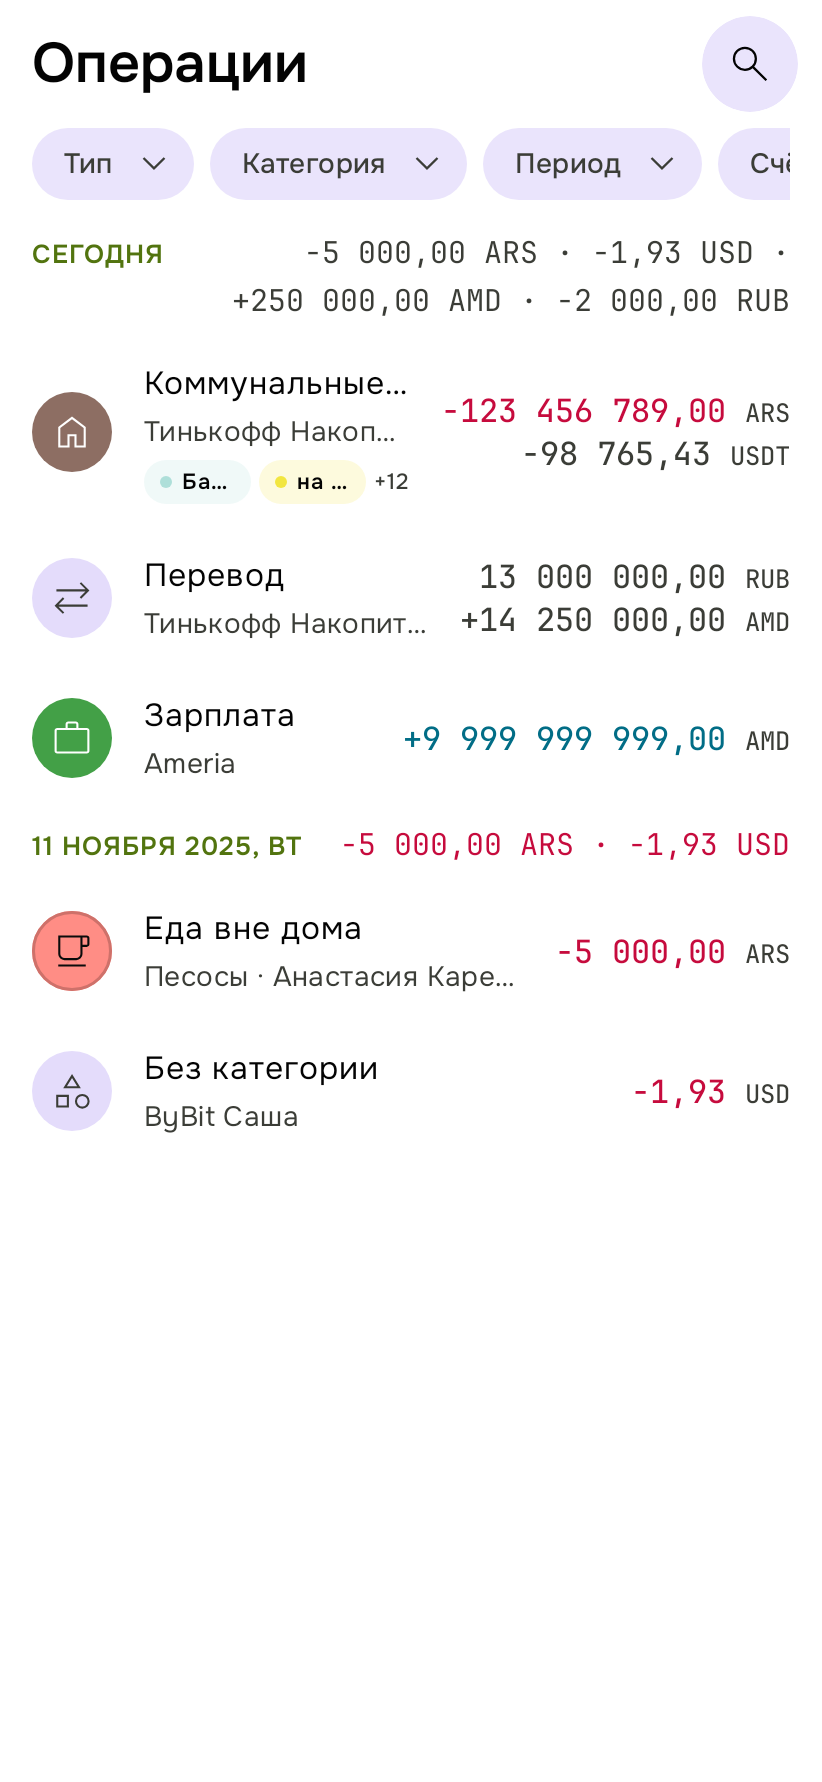 Операции
Тип Категория Период Счё
СЕГОДНЯ -5 000,00 ARS · -1,93 USD ·
+250 000,00 AMD · -2 000,00 RUB
Коммунальные...
-123 456 789,00 ARS
Тинькофф Накоп...
-98 765,43 USDT
Ба... на ... +12
Перевод 13 000 000,00 RUB
Тинькофф Накопит... +14 250 000,00 AMD
Зарплата
+9 999 999 999,00 AMD
Ameria
11 НОЯБРЯ 2025, ВТ -5 000,00 ARS · -1,93 USD
Еда вне дома
-5 000,00 ARS
Песосы · Анастасия Каре...
Без категории
-1,93 USD
ByBit Саша